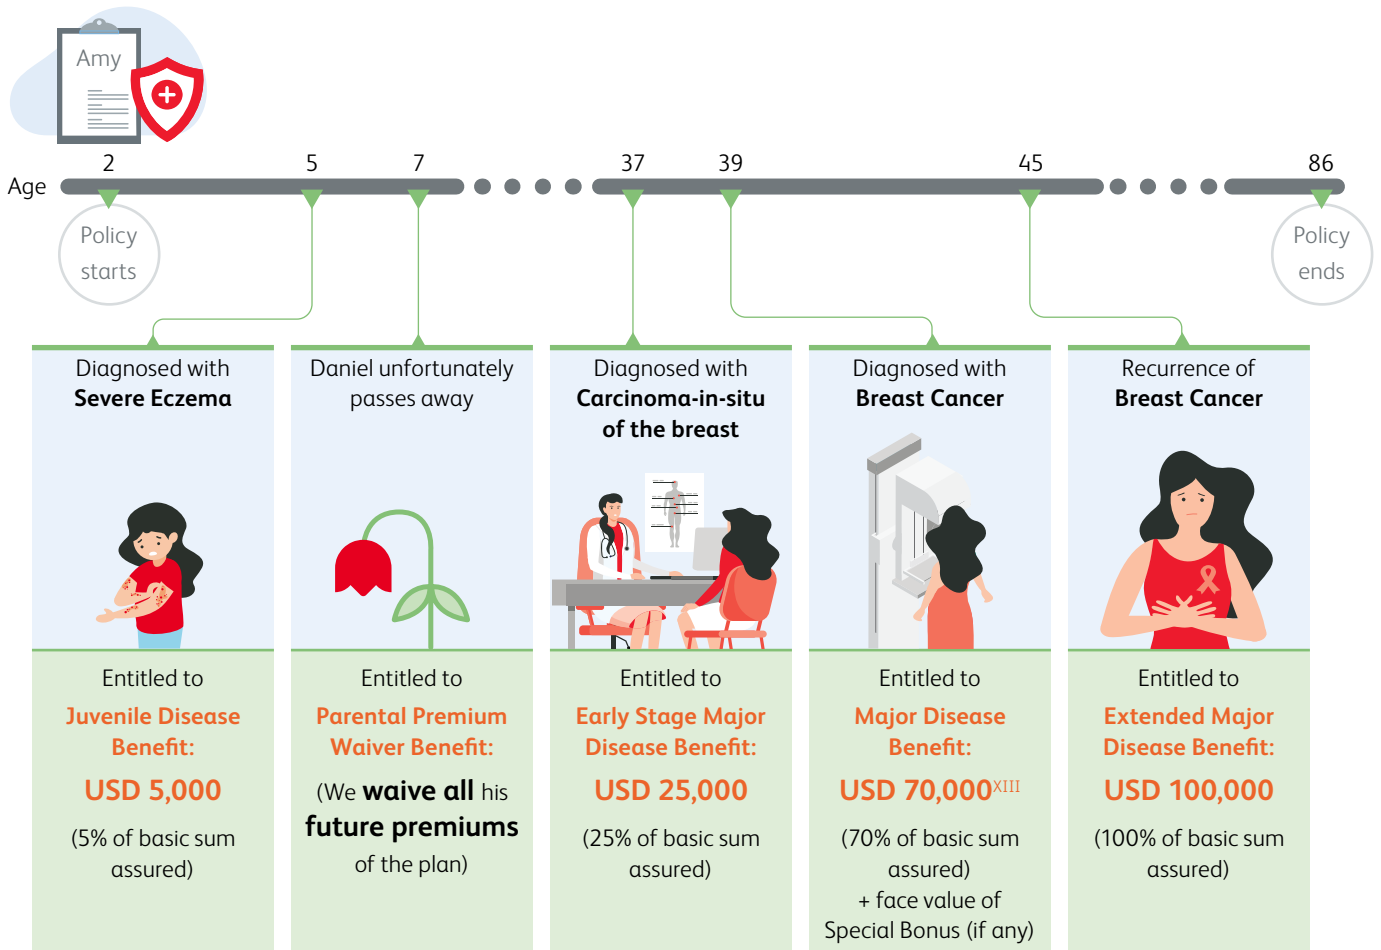 Amy
2
5
7
37
39
45
86
Age
Policy
starts
Policy
ends
Diagnosed with
Severe Eczema
Entitled to
Juvenile Disease
Benefit:
USD 5,000
(5% of basic sum
assured)
Daniel unfortunately
passes away
Entitled to
Parental Premium
Waiver Benefit:
(We waive all his
future premiums
of the plan)
Diagnosed with
Carcinoma-in-situ
of the breast
Entitled to
Early Stage Major
Disease Benefit:
USD 25,000
(25% of basic sum
assured)
Diagnosed with
Breast Cancer
Entitled to
Major Disease
Benefit:
USD 70,000XIII
(70% of basic sum
assured)
+ face value of
Special Bonus (if any)
Recurrence of
Breast Cancer
Entitled to
Extended Major
Disease Benefit:
USD 100,000
(100% of basic sum
assured)